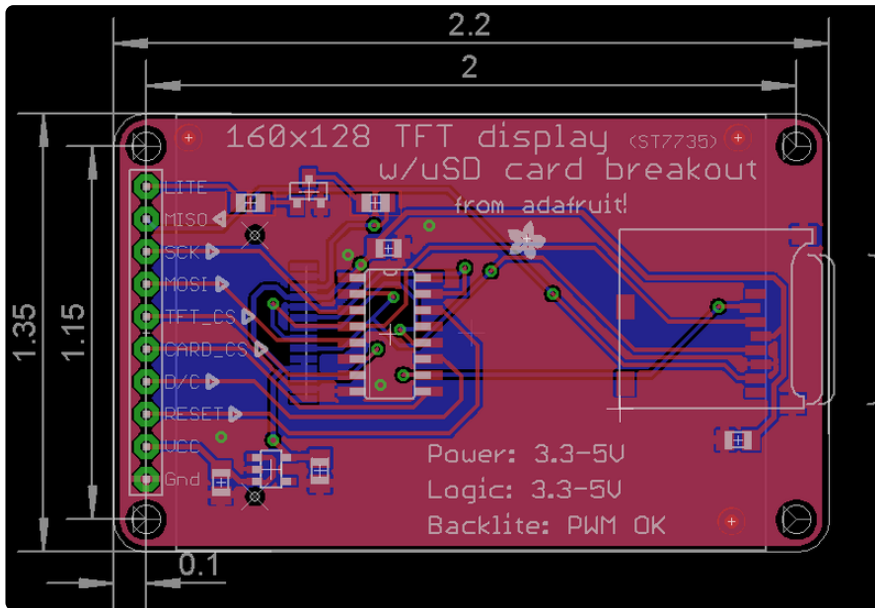 2.2
2
160x128 TFT display (ST7735)
w/uSD card breakout
from adafruit!
LITE
MISO
SCK
MOSI
TFT_CS
CARD_CS
D/C
RESET
VCC
Gnd
1.35
1.15
Power: 3.3-5V
Logic: 3.3-5V
Backlite: PWM OK
0.1